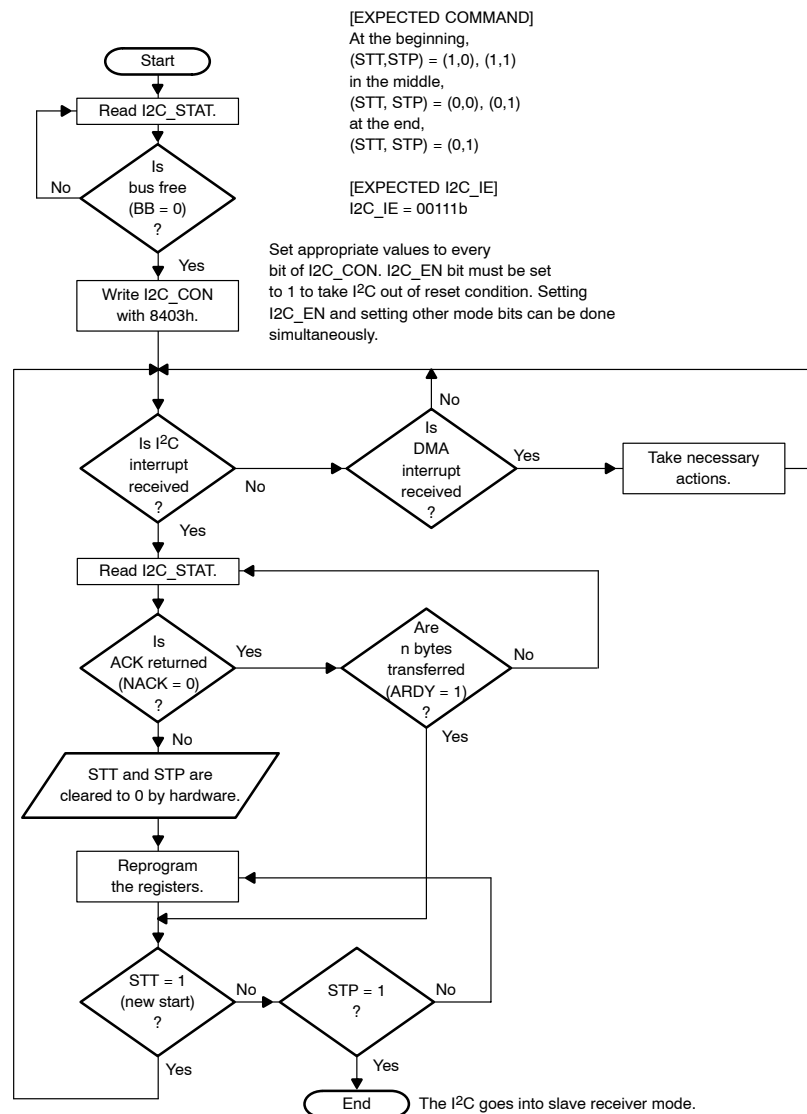 [EXPECTED COMMAND]
At the beginning,
(STT,STP) = (1,0), (1,1)
in the middle,
(STT, STP) = (0,0), (0,1)
at the end,
(STT, STP) = (0,1)
[EXPECTED I2C_IE]
I2C_IE = 00111b
Start
Read I2C_STAT.
Is
bus free
(BB = 0)
?
No
Yes
Set appropriate values to every
bit of I2C_CON. I2C_EN bit must be set
to 1 to take I²C out of reset condition. Setting
I2C_EN and setting other mode bits can be done
simultaneously.
Write I2C_CON
with 8403h.
Is I²C
interrupt
received
?
No
Yes
Is
DMA
interrupt
received
?
No
Yes
Take necessary
actions.
Read I2C_STAT.
Is
ACK returned
(NACK = 0)
?
Yes
No
Are
n bytes
transferred
(ARDY = 1)
?
No
Yes
STT and STP are
cleared to 0 by hardware.
Reprogram
the registers.
STT = 1
(new start)
?
No
Yes
STP = 1
?
No
Yes
End
The I²C goes into slave receiver mode.